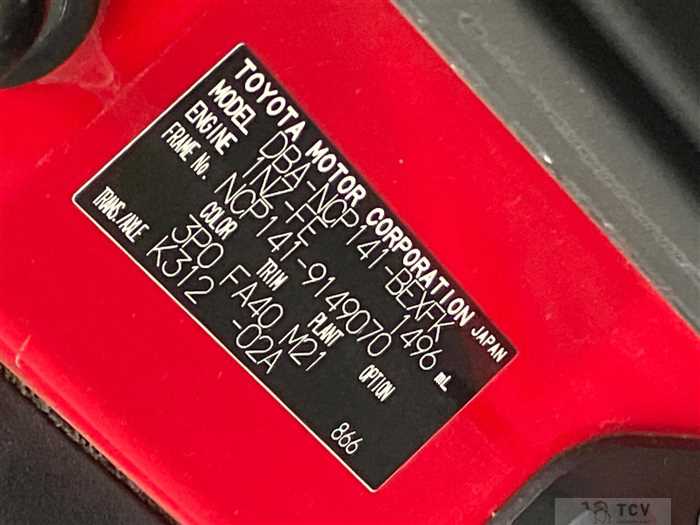 TOYOTA MOTOR CORPORATION JAPAN
MODEL DBA-NCP141-BEXFK
ENGINE 1NZ-FE 1496 mL
FRAME No. NCP141-9149070
COLOR TRIM PLANT OPTION
3P0 FA40 M21
TRANS./AXLE K312 -02A
866
TCV